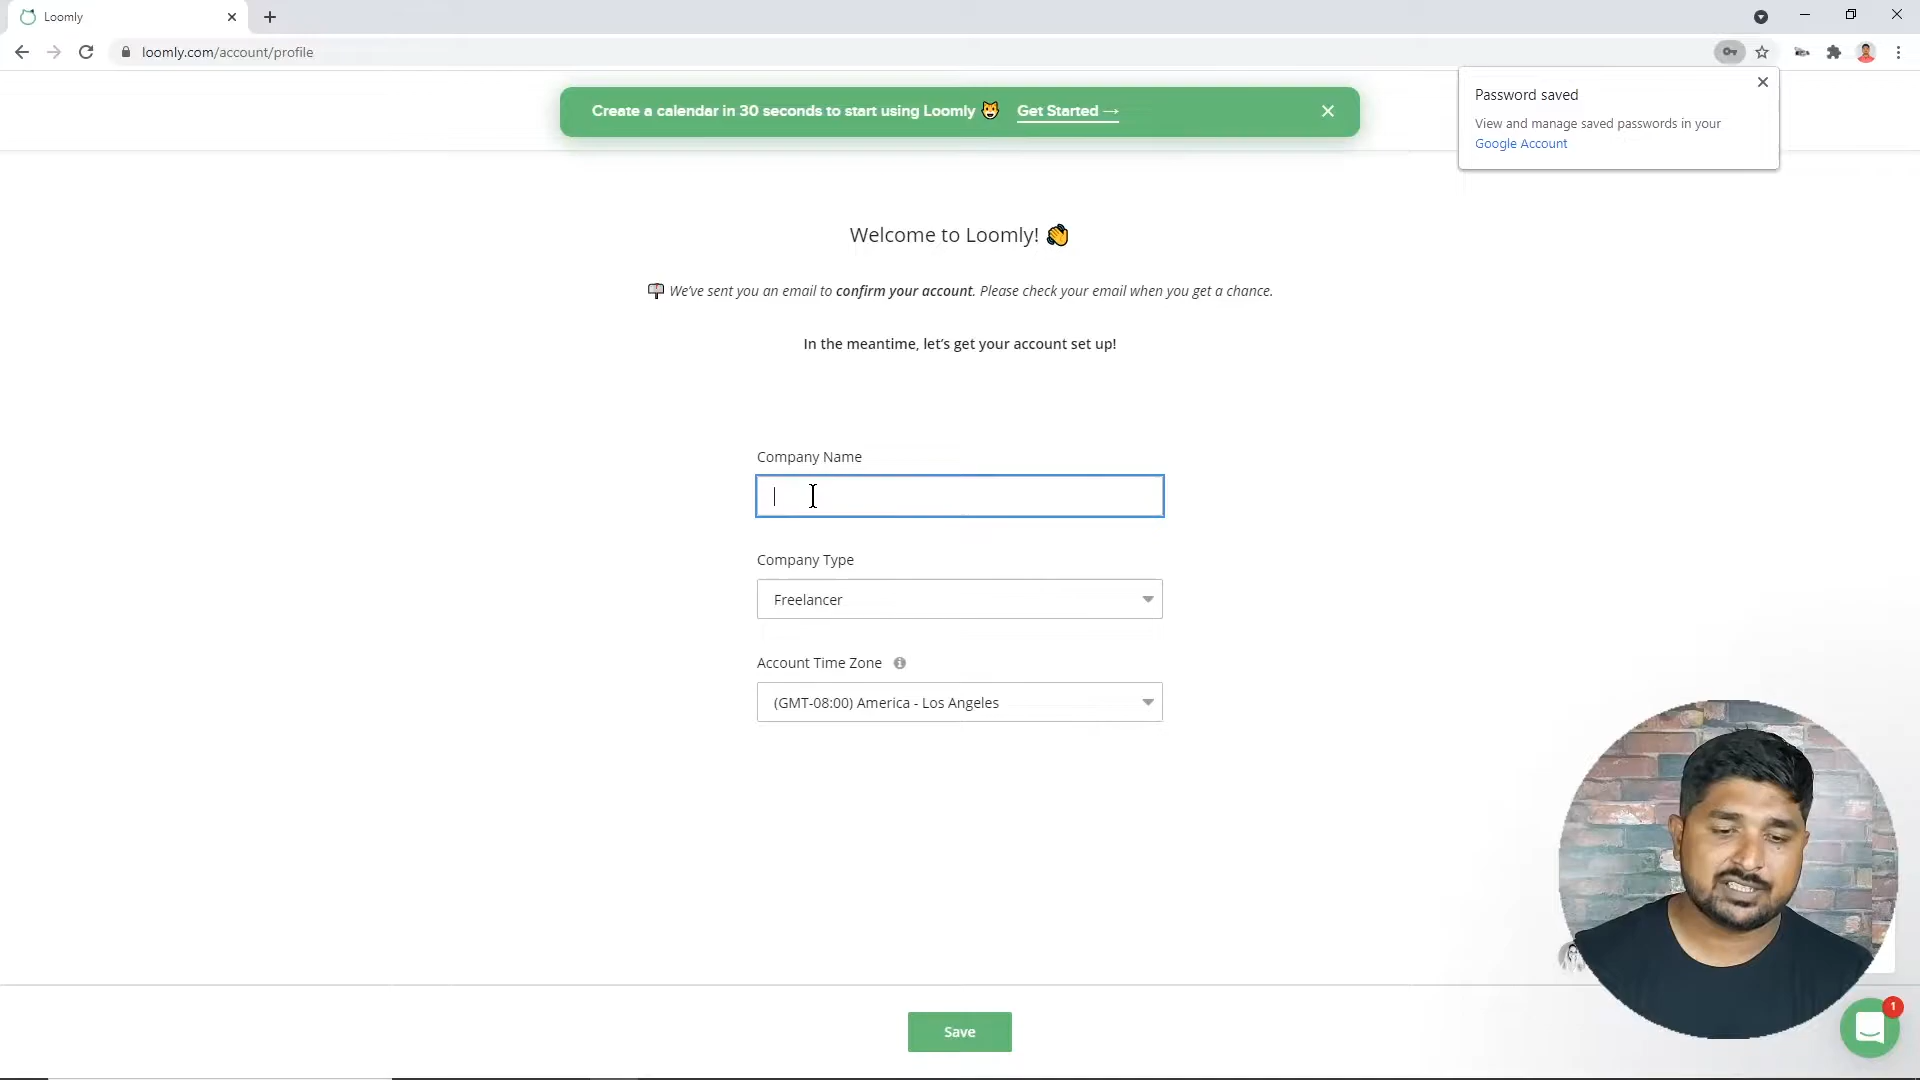 Loomly
loomly.com/account/profile
Create a calendar in 30 seconds to start using Loomly Get Started →
Password saved
View and manage saved passwords in your
Google Account
Welcome to Loomly!
We've sent you an email to confirm your account. Please check your email when you get a chance.
In the meantime, let's get your account set up!
Company Name
Company Type
Freelancer
Account Time Zone
(GMT-08:00) America - Los Angeles
Save
1